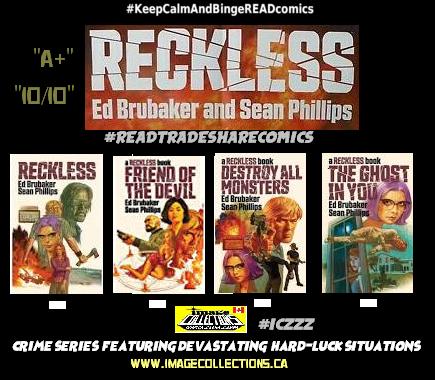 #KeepCalmAndBingeREADcomics
"A+"
RECKLESS
"10/10"
Ed Brubaker and Sean Phillips
#READTRADESHARECOMICS
RECKLESS
Ed Brubaker
Sean Phillips
a RECKLESS book
FRIEND OF
THE DEVIL
Ed Brubaker
Sean Phillips
a RECKLESS book
DESTROY ALL
MONSTERS
Ed Brubaker
Sean Phillips
a RECKLESS book
THE GHOST
IN YOU
Ed Brubaker
Sean Phillips
image
COLLECTIONS
#ICZZZ
CRIME SERIES FEATURING DEVASTATING HARD-LUCK SITUATIONS
WWW.IMAGECOLLECTIONS.CA